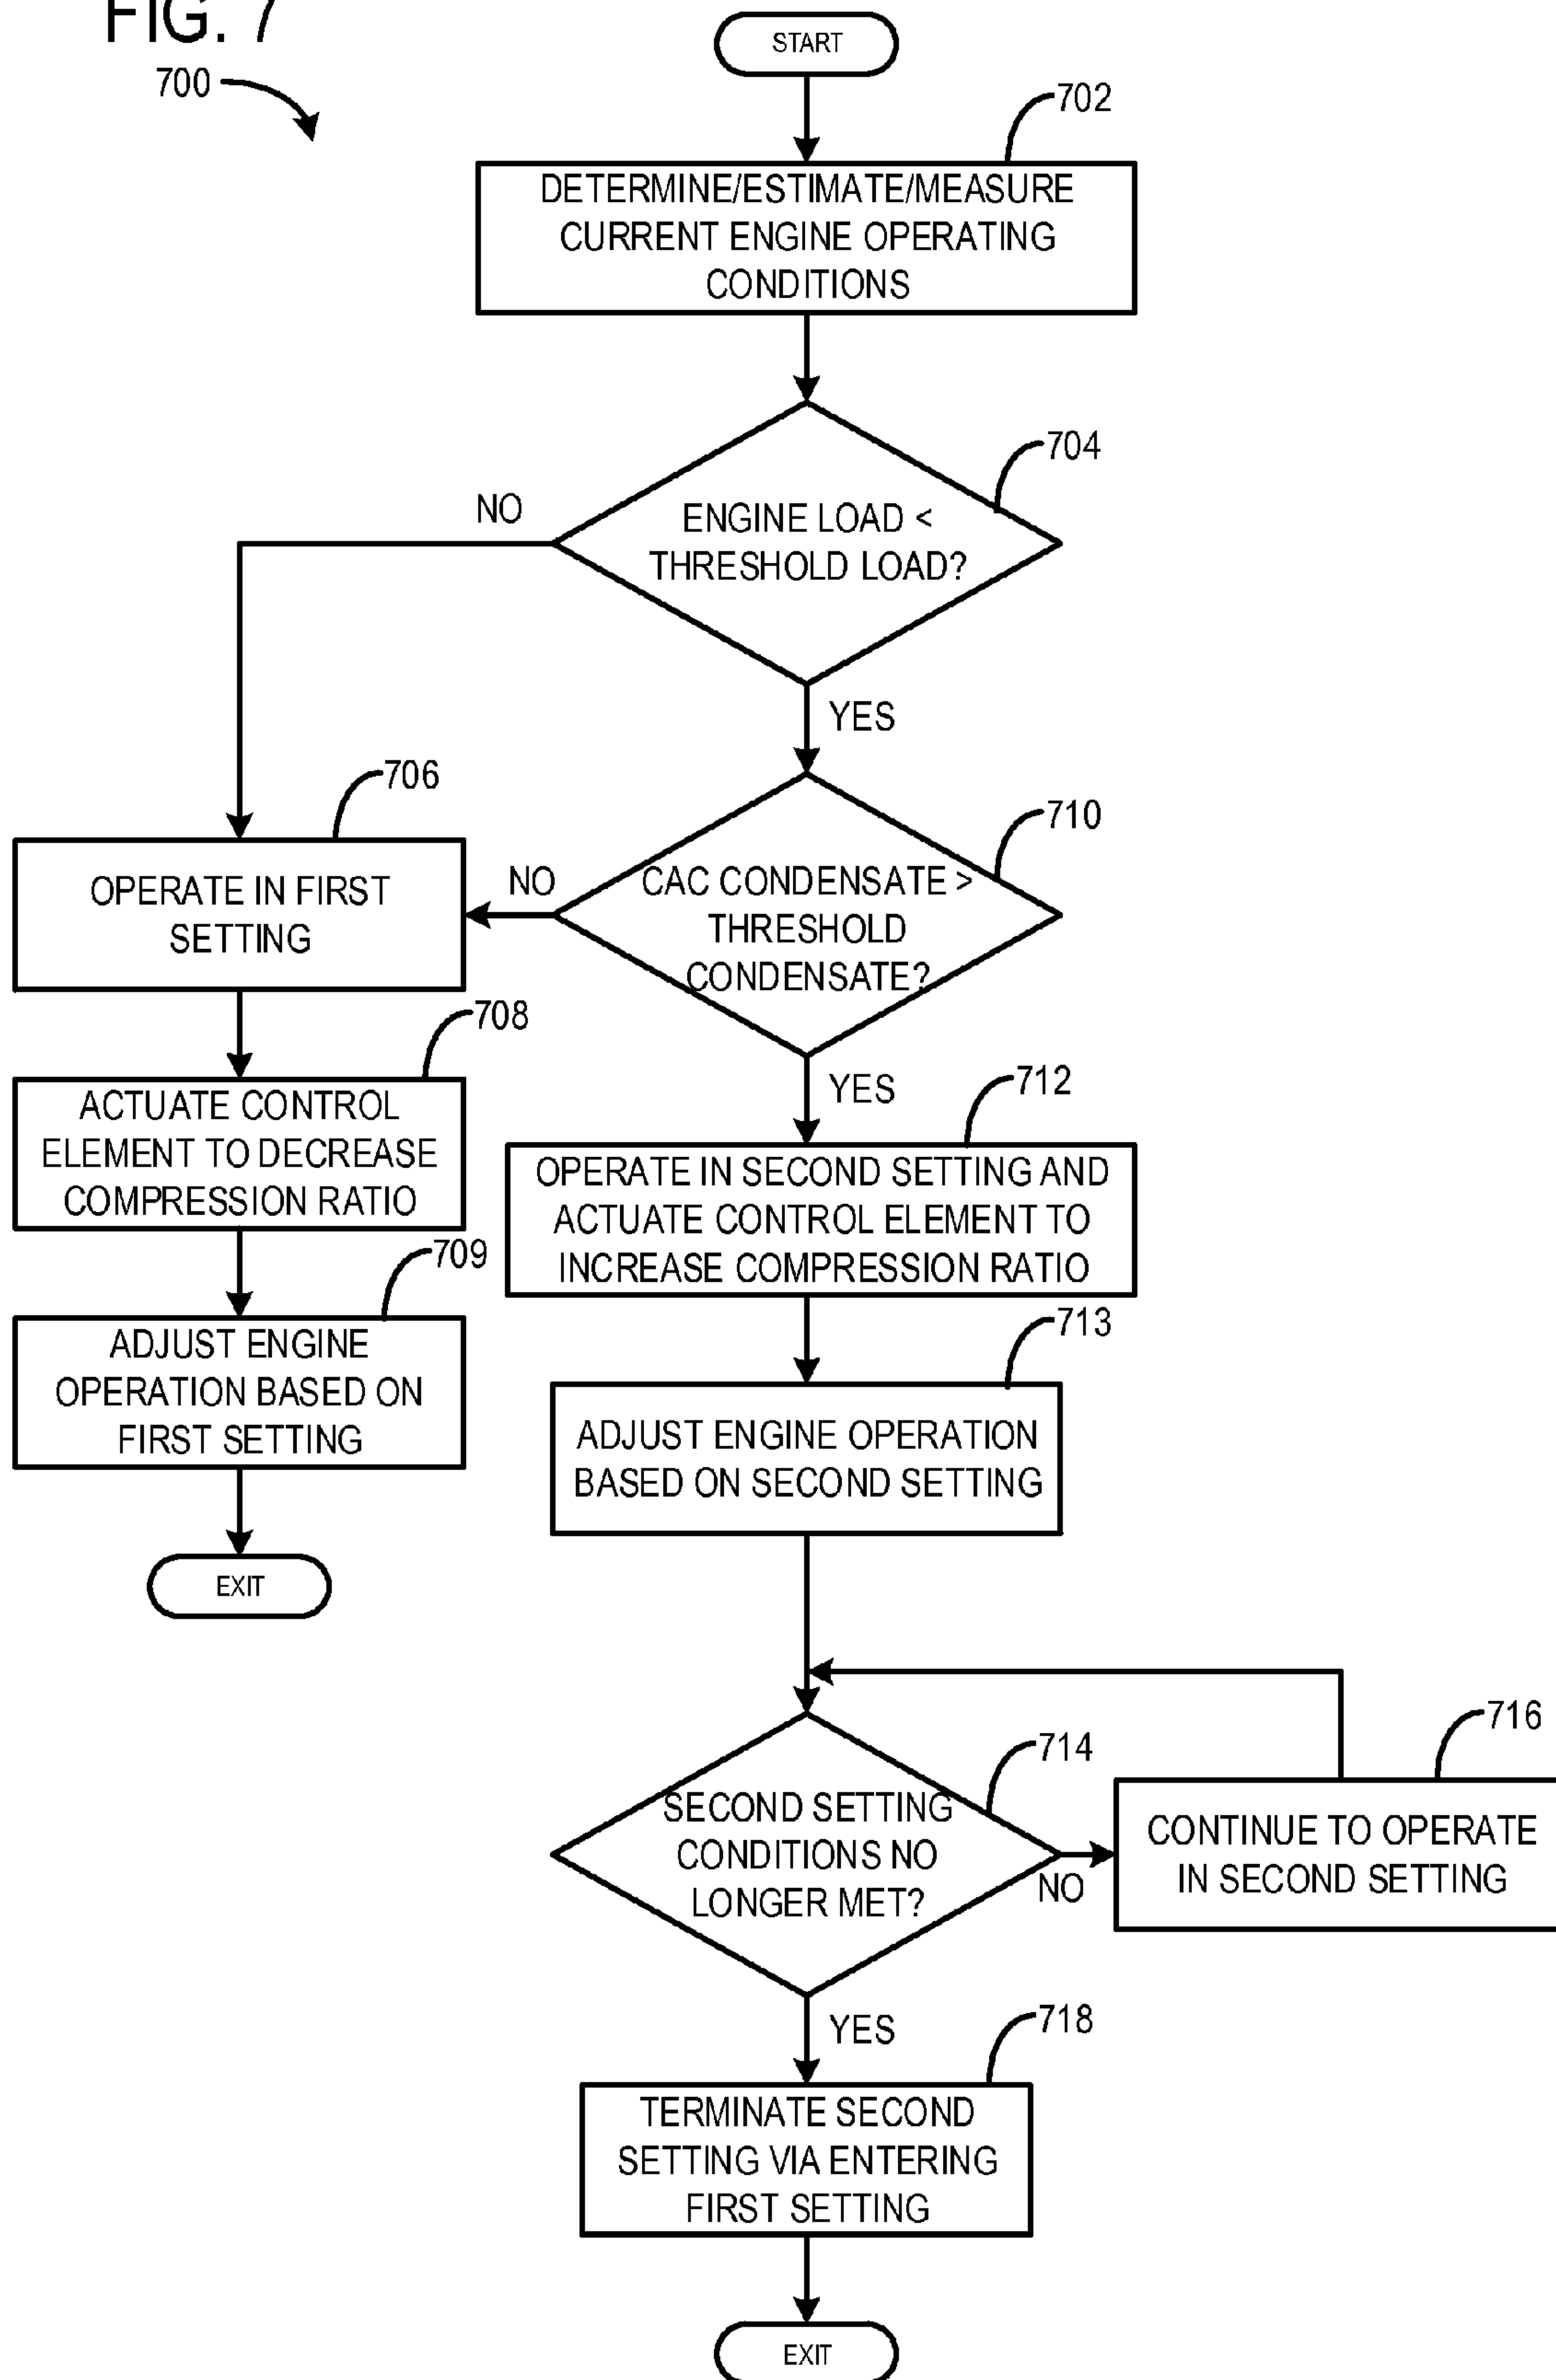 FIG. 7
700
START
702
DETERMINE/ESTIMATE/MEASURE
CURRENT ENGINE OPERATING
CONDITIONS
704
ENGINE LOAD <
THRESHOLD LOAD?
NO
YES
706
OPERATE IN FIRST
SETTING
710
CAC CONDENSATE >
THRESHOLD
CONDENSATE?
NO
YES
708
ACTUATE CONTROL
ELEMENT TO DECREASE
COMPRESSION RATIO
709
ADJUST ENGINE
OPERATION BASED ON
FIRST SETTING
EXIT
712
OPERATE IN SECOND SETTING AND
ACTUATE CONTROL ELEMENT TO
INCREASE COMPRESSION RATIO
713
ADJUST ENGINE OPERATION
BASED ON SECOND SETTING
714
SECOND SETTING
CONDITIONS NO
LONGER MET?
NO
716
CONTINUE TO OPERATE
IN SECOND SETTING
YES
718
TERMINATE SECOND
SETTING VIA ENTERING
FIRST SETTING
EXIT